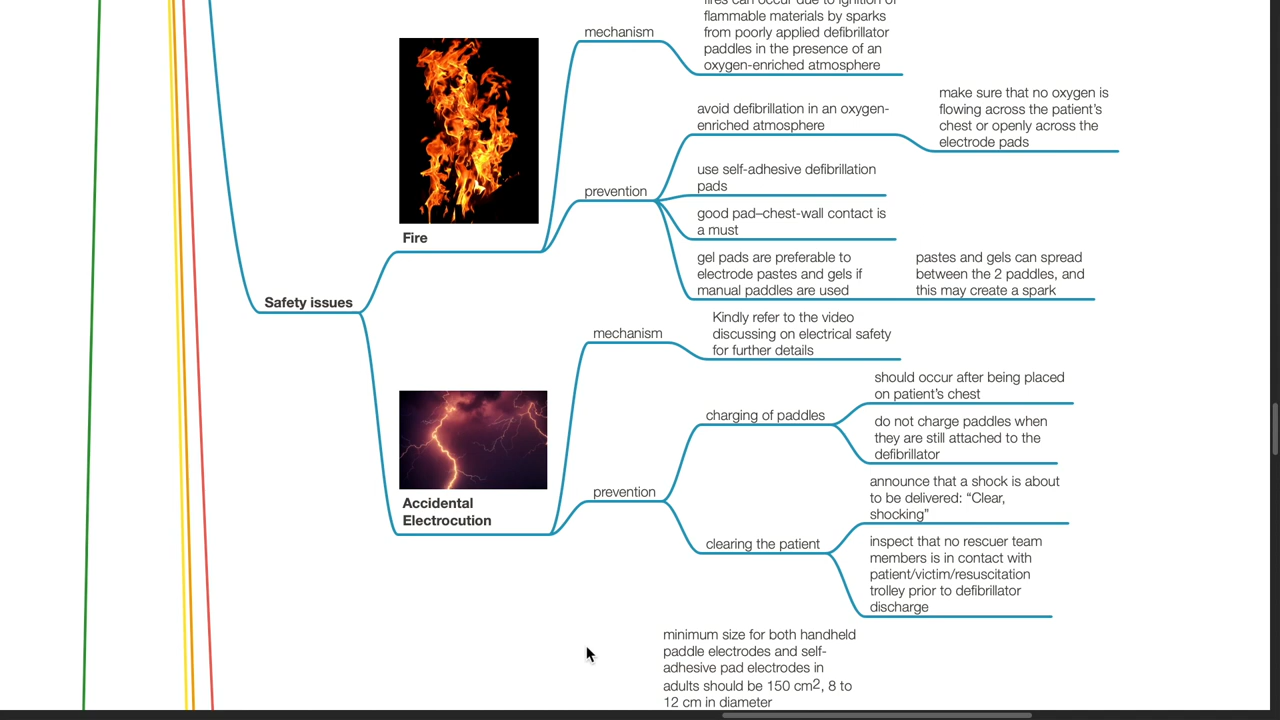 fires can occur due to ignition of
flammable materials by sparks
from poorly applied defibrillator
paddles in the presence of an
oxygen-enriched atmosphere
mechanism
make sure that no oxygen is
flowing across the patient’s
chest or openly across the
electrode pads
avoid defibrillation in an oxygen-
enriched atmosphere
use self-adhesive defibrillation
pads
prevention
good pad–chest-wall contact is
a must
Fire
gel pads are preferable to
electrode pastes and gels if
manual paddles are used
pastes and gels can spread
between the 2 paddles, and
this may create a spark
Safety issues
Kindly refer to the video
discussing on electrical safety
for further details
mechanism
should occur after being placed
on patient’s chest
charging of paddles
do not charge paddles when
they are still attached to the
defibrillator
prevention
Accidental
Electrocution
announce that a shock is about
to be delivered: “Clear,
shocking”
clearing the patient
inspect that no rescuer team
members is in contact with
patient/victim/resuscitation
trolley prior to defibrillator
discharge
minimum size for both handheld
paddle electrodes and self-
adhesive pad electrodes in
adults should be 150 cm2, 8 to
12 cm in diameter